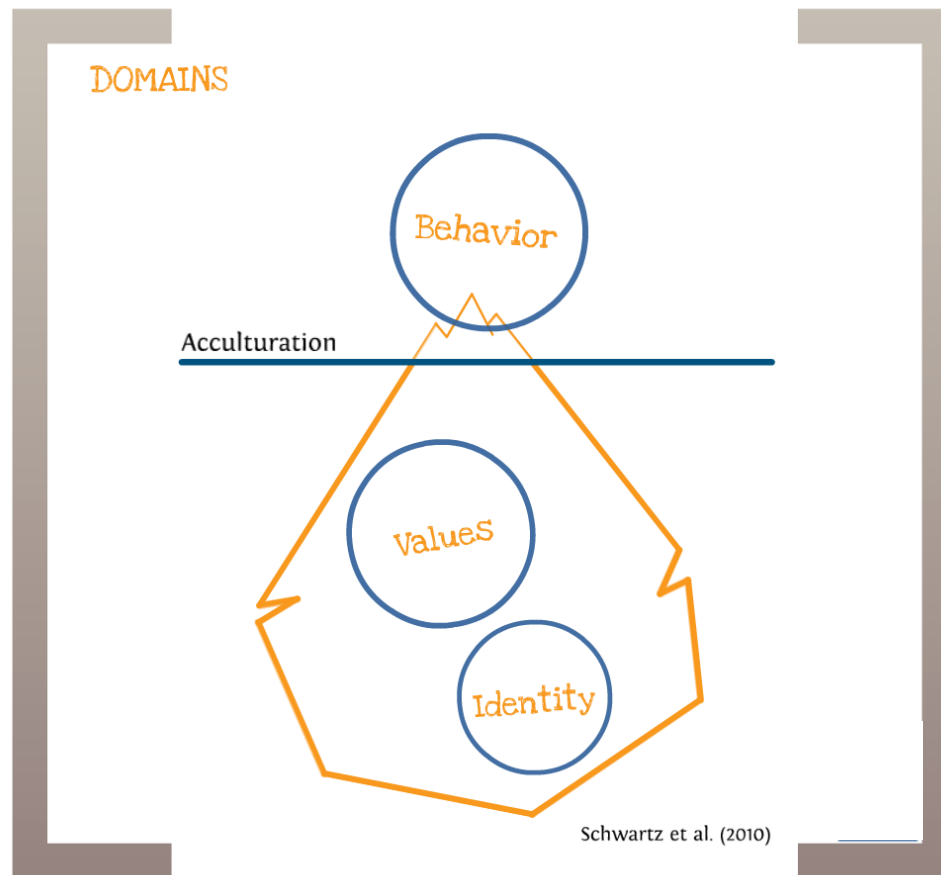 DOMAINS
Behavior
Acculturation
Values
Identity
Schwartz et al. (2010)